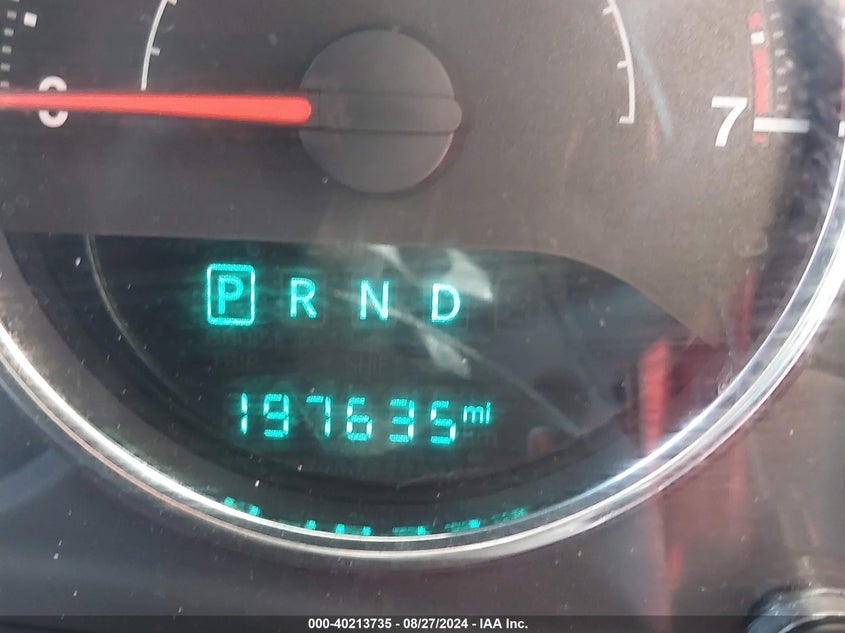 0
7
P R N D
197635 mi
000-40213735 - 08/27/2024 - IAA Inc.